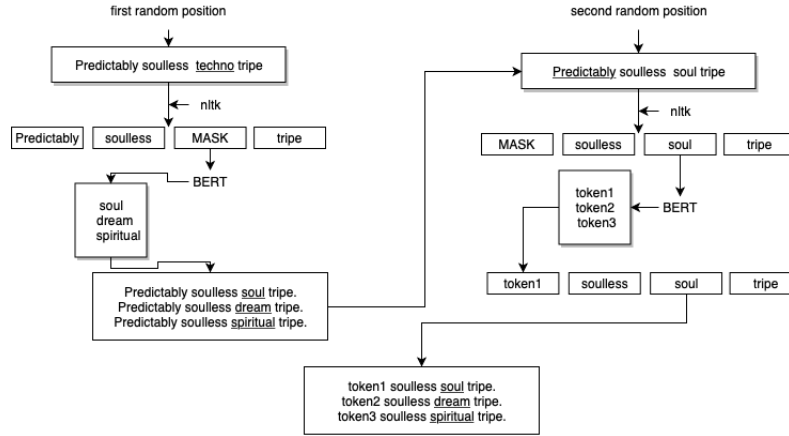 first random position
Predictably soulless techno tripe
nltk
Predictably soulless MASK tripe
BERT
soul
dream
spiritual
Predictably soulless soul tripe.
Predictably soulless dream tripe.
Predictably soulless spiritual tripe.
second random position
Predictably soulless soul tripe
nltk
MASK soulless soul tripe
BERT
token1
token2
token3
token1 soulless soul tripe
token1 soulless soul tripe.
token2 soulless dream tripe.
token3 soulless spiritual tripe.